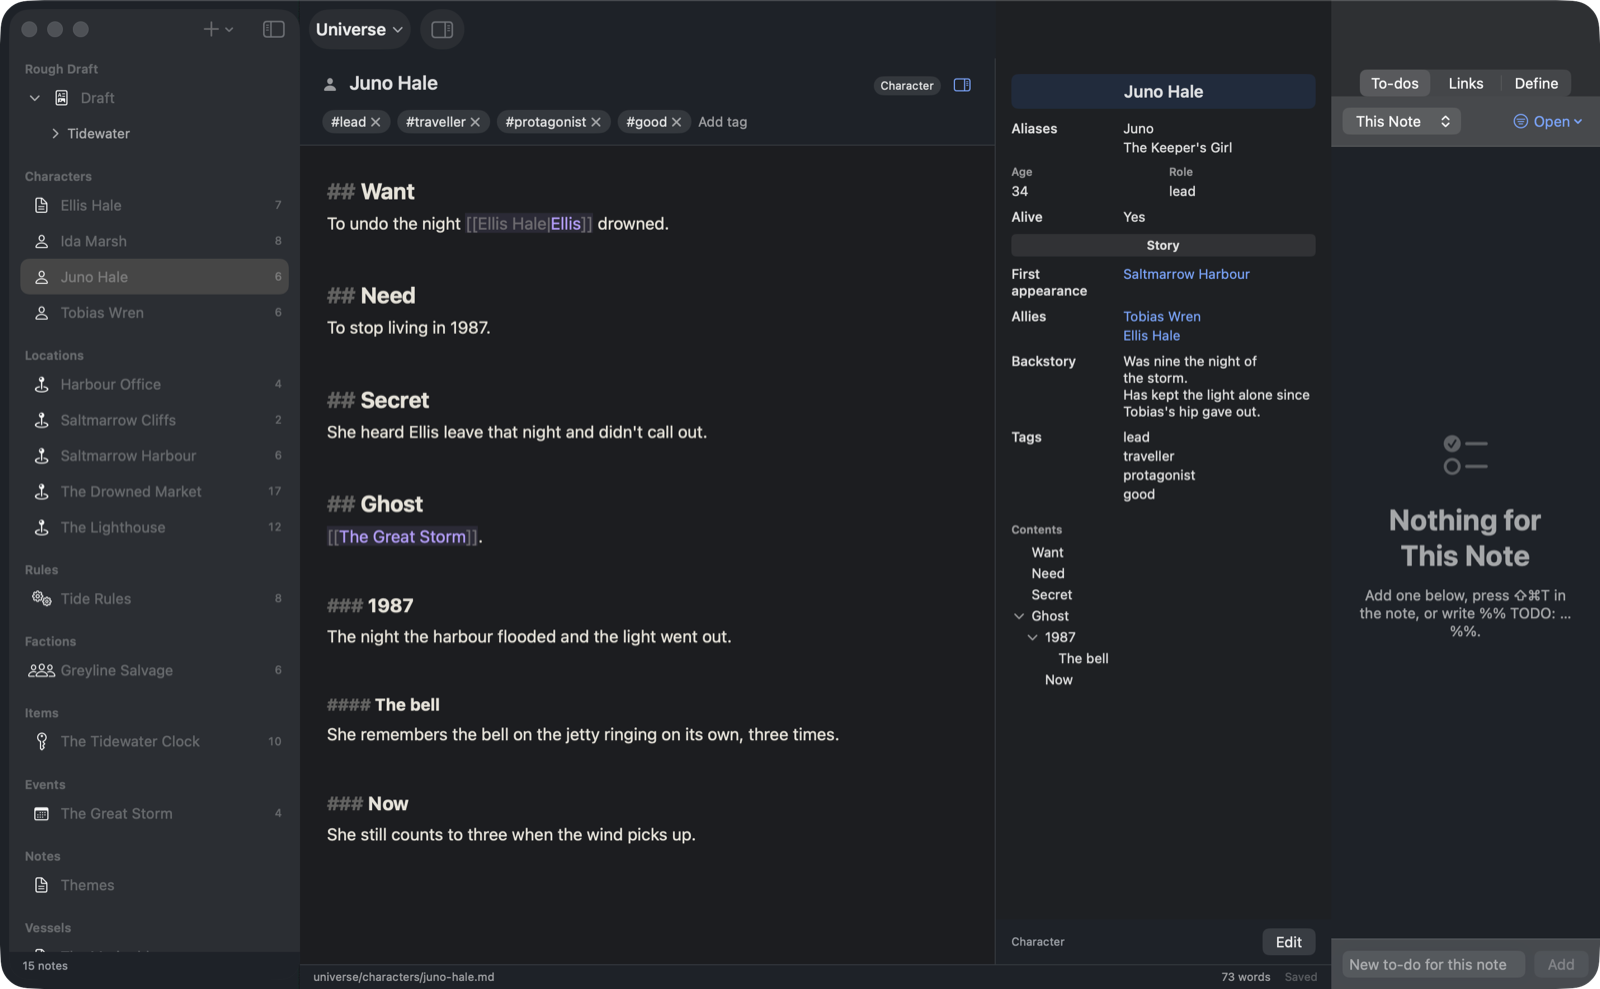 Rough Draft
Draft
Tidewater
Characters
Ellis Hale 7
Ida Marsh 8
Juno Hale 6
Tobias Wren 6
Locations
Harbour Office 4
Saltmarrow Cliffs 2
Saltmarrow Harbour 6
The Drowned Market 17
The Lighthouse 12
Rules
Tide Rules 8
Factions
Greyline Salvage 6
Items
The Tidewater Clock 10
Events
The Great Storm 4
Notes
Themes
Vessels
15 notes
Universe
Juno Hale
Character
#lead #traveller #protagonist #good Add tag
## Want
To undo the night [[Ellis Hale|Ellis]] drowned.
## Need
To stop living in 1987.
## Secret
She heard Ellis leave that night and didn't call out.
## Ghost
[[The Great Storm]].
### 1987
The night the harbour flooded and the light went out.
#### The bell
She remembers the bell on the jetty ringing on its own, three times.
### Now
She still counts to three when the wind picks up.
universe/characters/juno-hale.md
73 words Saved
Juno Hale
Aliases Juno
The Keeper's Girl
Age Role
34 lead
Alive Yes
Story
First appearance Saltmarrow Harbour
Allies Tobias Wren
Ellis Hale
Backstory Was nine the night of
the storm.
Has kept the light alone since
Tobias's hip gave out.
Tags lead
traveller
protagonist
good
Contents
Want
Need
Secret
Ghost
1987
The bell
Now
Character Edit
To-dos Links Define
This Note Open
Nothing for
This Note
Add one below, press ⇧⌘T in
the note, or write %% TODO: ...
%%.
New to-do for this note Add